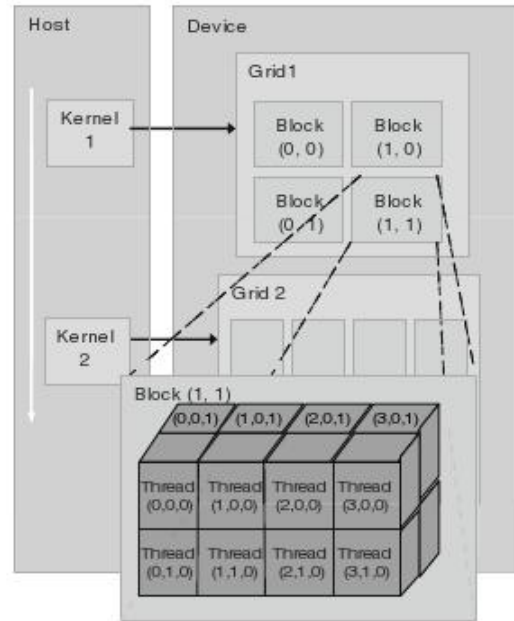 Host
Device
Grid1
Kernel
1
Block
(0, 0)
Block
(1, 0)
Block
(0, 1)
Block
(1, 1)
Grid 2
Kernel
2
Block (1, 1)
(0,0,1)
(1,0,1)
(2,0,1)
(3,0,1)
Thread
(0,0,0)
Thread
(1,0,0)
Thread
(2,0,0)
Thread
(3,0,0)
Thread
(0,1,0)
Thread
(1,1,0)
Thread
(2,1,0)
Thread
(3,1,0)